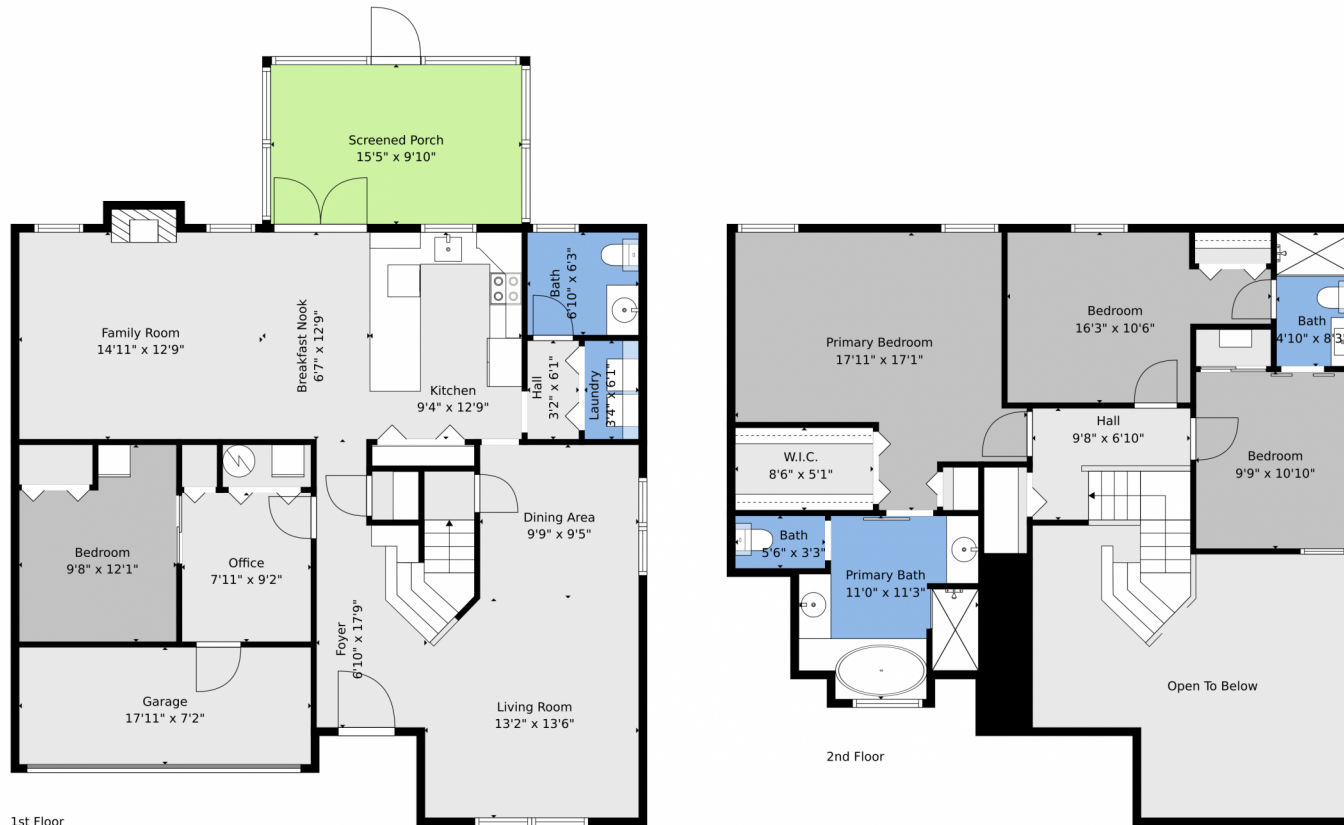 Screened Porch
15'5" x 9'10"
Family Room
14'11" x 12'9"
Breakfast Nook
6'7" x 12'9"
Kitchen
9'4" x 12'9"
Bath
6'10" x 6'3"
Hall
3'2" x 6'1"
Laundry
3'4" x 6'1"
Bedroom
9'8" x 12'1"
Office
7'11" x 9'2"
Dining Area
9'9" x 9'5"
Foyer
6'10" x 17'9"
Garage
17'11" x 7'2"
Living Room
13'2" x 13'6"
1st Floor
Primary Bedroom
17'11" x 17'1"
Bedroom
16'3" x 10'6"
Bath
4'10" x 8'3"
Hall
9'8" x 6'10"
Bedroom
9'9" x 10'10"
W.I.C.
8'6" x 5'1"
Bath
5'6" x 3'3"
Primary Bath
11'0" x 11'3"
Open To Below
2nd Floor